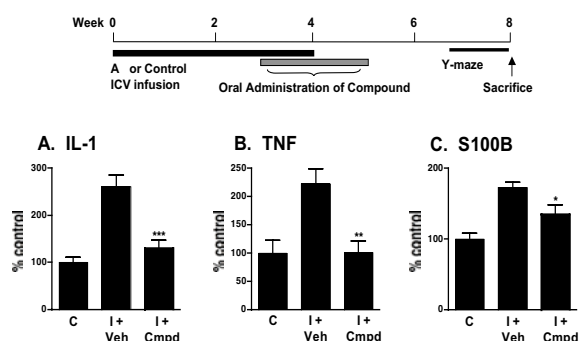 Week 0 2 4 6 8
A or Control
ICV infusion
Oral Administration of Compound
Y-maze
Sacrifice
A. IL-1
% control
300
200
100
0
***
C I + Veh I + Cmpd
B. TNF
% control
250
200
150
100
50
0
**
C I + Veh I + Cmpd
C. S100B
% control
200
100
0
*
C I + Veh I + Cmpd